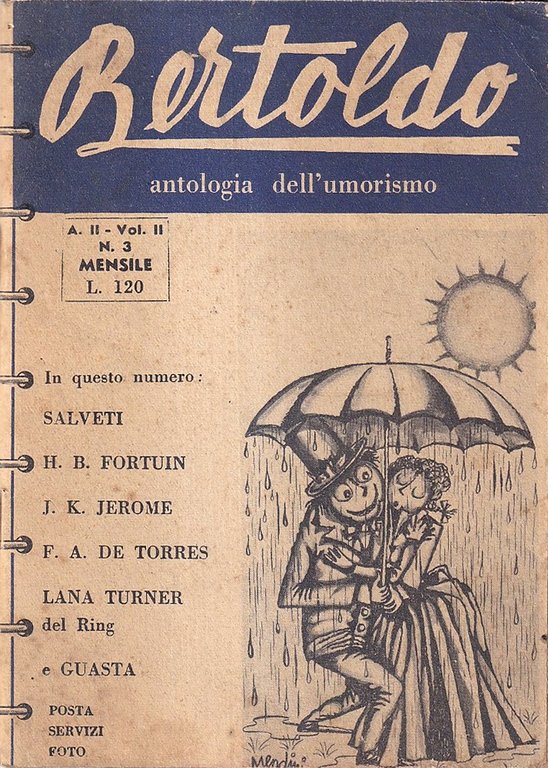 Bertoldo
antologia dell'umorismo
A. II - Vol. II
N. 3
MENSILE
L. 120
In questo numero:
SALVETI
H. B. FORTUIN
J. K. JEROME
F. A. DE TORRES
LANA TURNER
del Ring
e GUASTA
POSTA
SERVIZI
FOTO